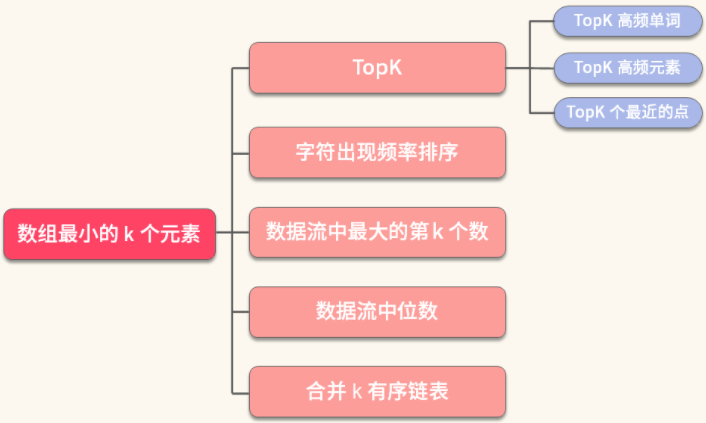 数组最小的 k 个元素
TopK
TopK 高频单词
TopK 高频元素
TopK 个最近的点
字符出现频率排序
数据流中最大的第 k 个数
数据流中位数
合并 k 有序链表